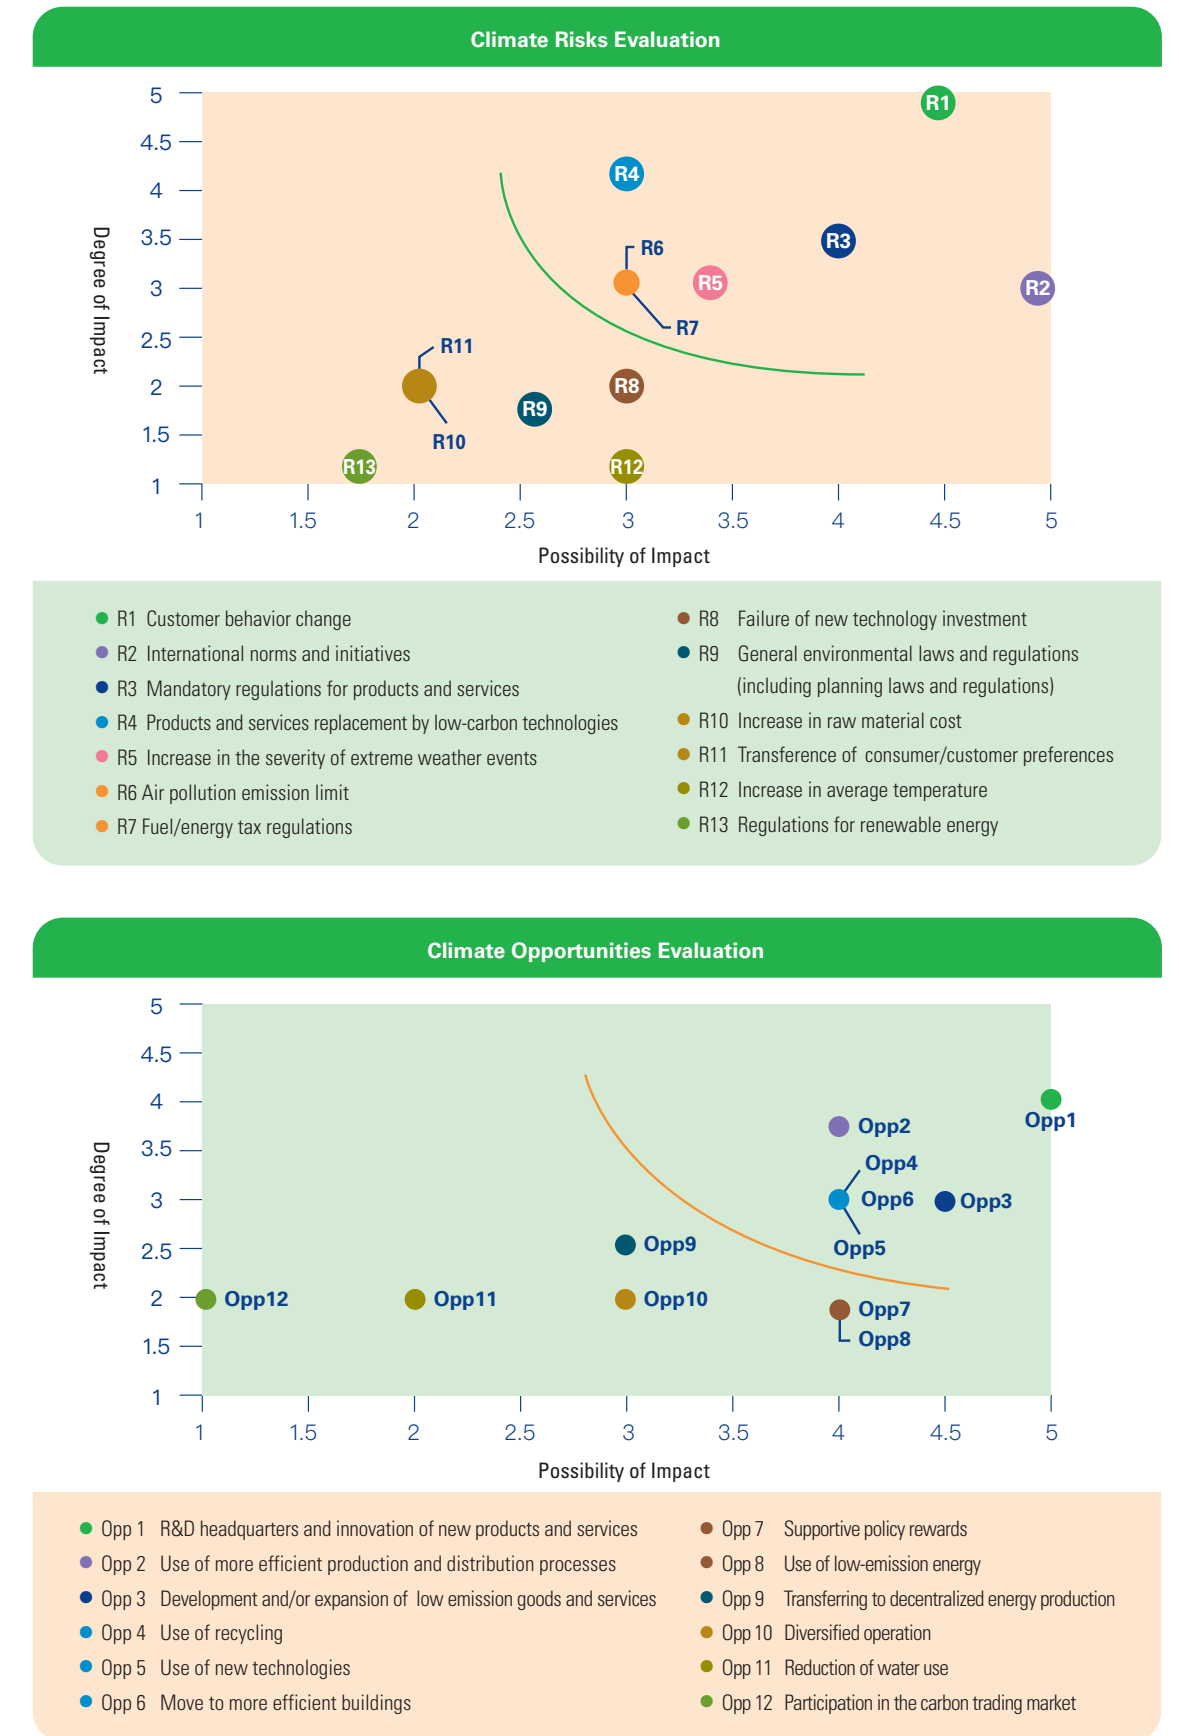 Climate Risks Evaluation
5
4.5
4
3.5
3
2.5
2
1.5
1
Degree of Impact
R1
R4
R3
R6
R5
R2
R7
R11
R8
R9
R10
R13
R12
1 1.5 2 2.5 3 3.5 4 4.5 5
Possibility of Impact
R1 Customer behavior change
R2 International norms and initiatives
R3 Mandatory regulations for products and services
R4 Products and services replacement by low-carbon technologies
R5 Increase in the severity of extreme weather events
R6 Air pollution emission limit
R7 Fuel/energy tax regulations
R8 Failure of new technology investment
R9 General environmental laws and regulations
(including planning laws and regulations)
R10 Increase in raw material cost
R11 Transference of consumer/customer preferences
R12 Increase in average temperature
R13 Regulations for renewable energy
Climate Opportunities Evaluation
5
4.5
4
3.5
3
2.5
2
1.5
1
Degree of Impact
Opp1
Opp2
Opp4
Opp6
Opp3
Opp5
Opp9
Opp12
Opp11
Opp10
Opp7
Opp8
1 1.5 2 2.5 3 3.5 4 4.5 5
Possibility of Impact
Opp 1 R&D headquarters and innovation of new products and services
Opp 2 Use of more efficient production and distribution processes
Opp 3 Development and/or expansion of low emission goods and services
Opp 4 Use of recycling
Opp 5 Use of new technologies
Opp 6 Move to more efficient buildings
Opp 7 Supportive policy rewards
Opp 8 Use of low-emission energy
Opp 9 Transferring to decentralized energy production
Opp 10 Diversified operation
Opp 11 Reduction of water use
Opp 12 Participation in the carbon trading market